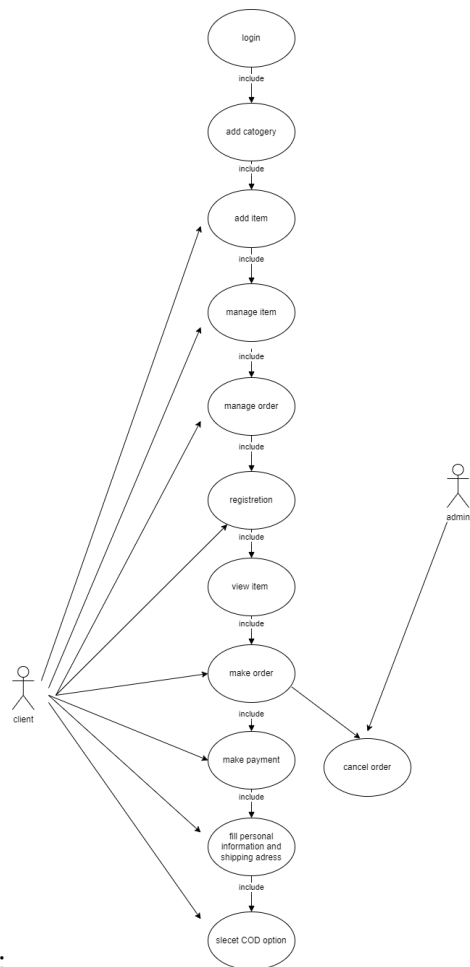 login
include
add catogery
include
add item
include
manage item
include
manage order
include
registretion
include
view item
include
make order
include
make payment
include
fill personal
information and
shipping adress
include
slecet COD option
client
admin
cancel order